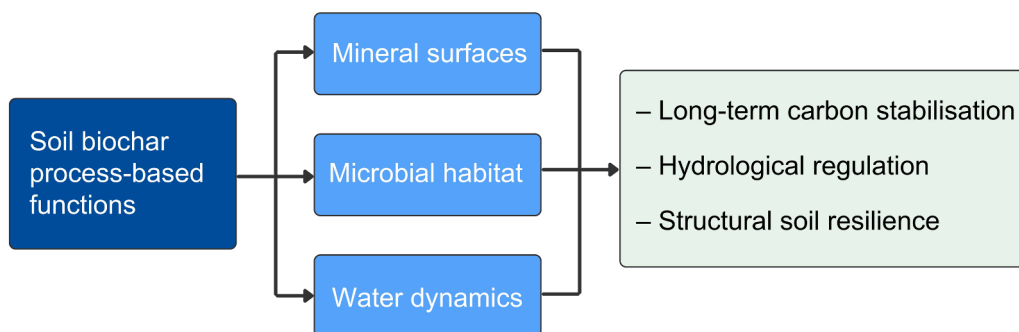 Soil biochar
process-based
functions
Mineral surfaces
Microbial habitat
Water dynamics
– Long-term carbon stabilisation
– Hydrological regulation
– Structural soil resilience